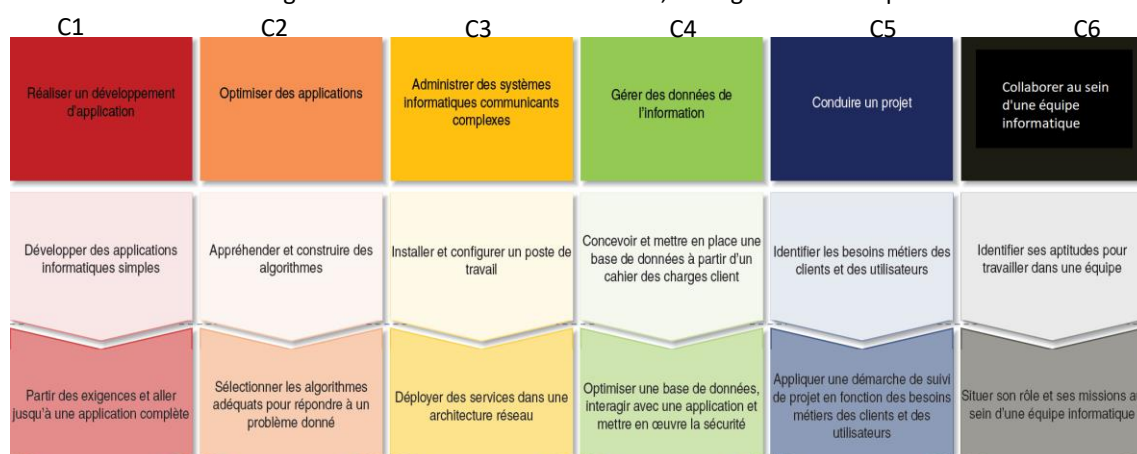 C1
C2
C3
C4
C5
C6
Réaliser un développement
d'application
Optimiser des applications
Administrer des systèmes
informatiques communicants
complexes
Gérer des données de
l'information
Conduire un projet
Collaborer au sein
d'une équipe
informatique
Développer des applications
informatiques simples
Appréhender et construire des
algorithmes
Installer et configurer un poste de
travail
Concevoir et mettre en place une
base de données à partir d'un
cahier des charges client
Identifier les besoins métiers des
clients et des utilisateurs
Identifier ses aptitudes pour
travailler dans une équipe
Partir des exigences et aller
jusqu'à une application complète
Sélectionner les algorithmes
adéquats pour répondre à un
problème donné
Déployer des services dans une
architecture réseau
Optimiser une base de données,
interagir avec une application et
mettre en œuvre la sécurité
Appliquer une démarche de suivi
de projet en fonction des besoins
métiers des clients et des
utilisateurs
Situer son rôle et ses missions au
sein d'une équipe informatique